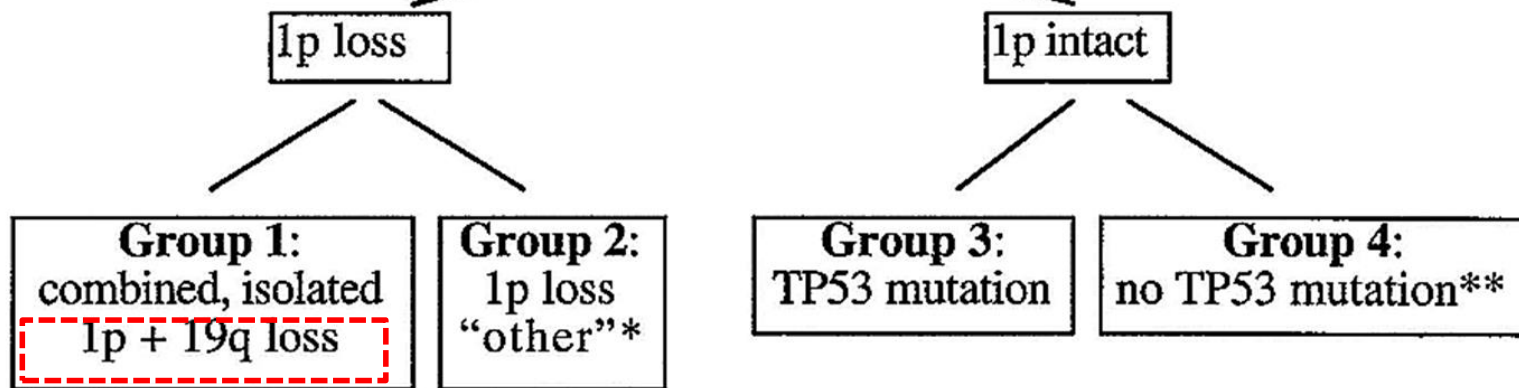 1p loss
1p intact
Group 1:
combined, isolated
1p + 19q loss
Group 2:
1p loss
“other”*
Group 3:
TP53 mutation
Group 4:
no TP53 mutation**